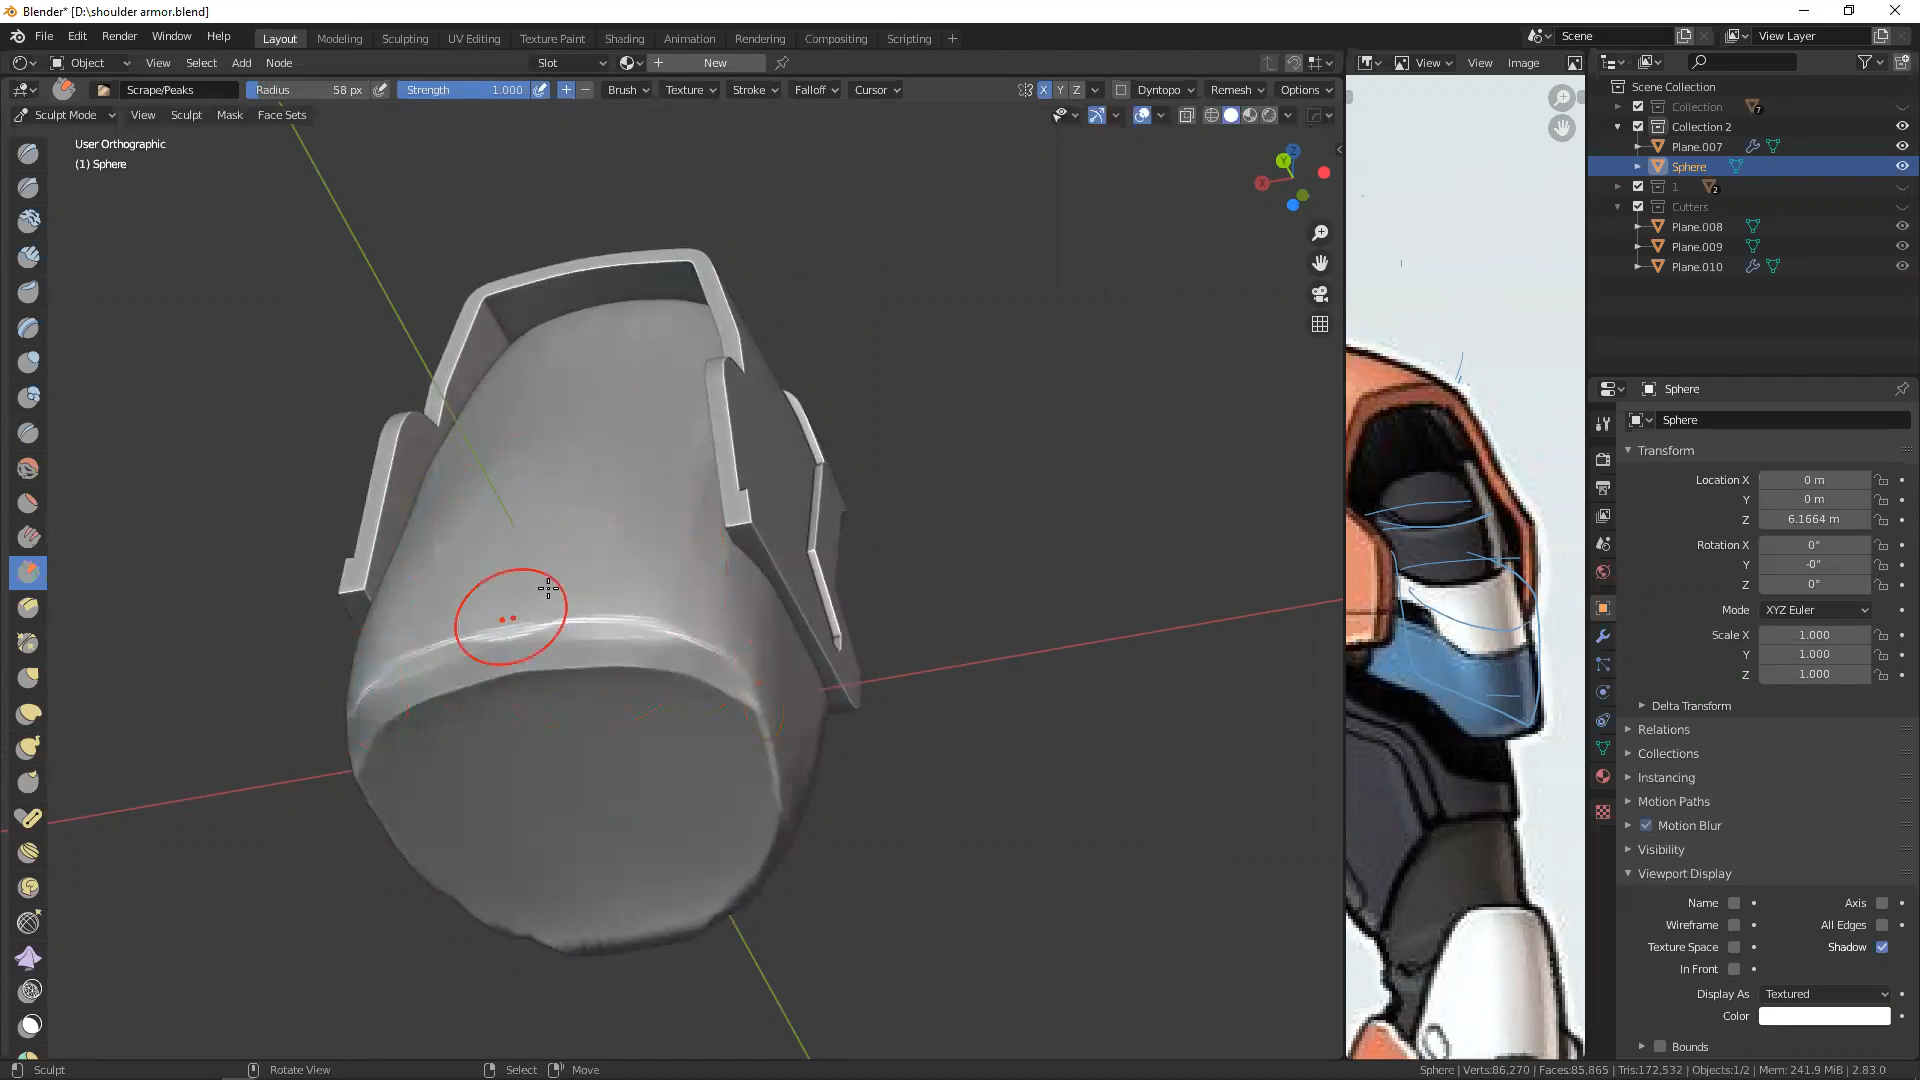 Blender* [D:\shoulder armor.blend]
File Edit Render Window Help
Layout Modeling Sculpting UV Editing Texture Paint Shading Animation Rendering Compositing Scripting
Scene View Layer
Object View Select Add Node Slot New
View View Image
Scrape/Peaks Radius 58 px Strength 1.000 Brush Texture Stroke Falloff Cursor X Y Z Dyntopo Remesh Options
Sculpt Mode View Sculpt Mask Face Sets
User Orthographic
(1) Sphere
Z
Y
X
Scene Collection
Collection 7
Collection 2
Plane.007
Sphere
1 2
Cutters
Plane.008
Plane.009
Plane.010
Sphere
Sphere
Transform
Location X 0 m
Y 0 m
Z 6.1664 m
Rotation X 0°
Y -0°
Z 0°
Mode XYZ Euler
Scale X 1.000
Y 1.000
Z 1.000
Delta Transform
Relations
Collections
Instancing
Motion Paths
Motion Blur
Visibility
Viewport Display
Name Axis
Wireframe All Edges
Texture Space Shadow
In Front
Display As Textured
Color
Bounds
Sculpt Rotate View Select Move
Sphere | Verts:86,270 | Faces:85,865 | Tris:172,532 | Objects:1/2 | Mem: 241.9 MiB | 2.83.0